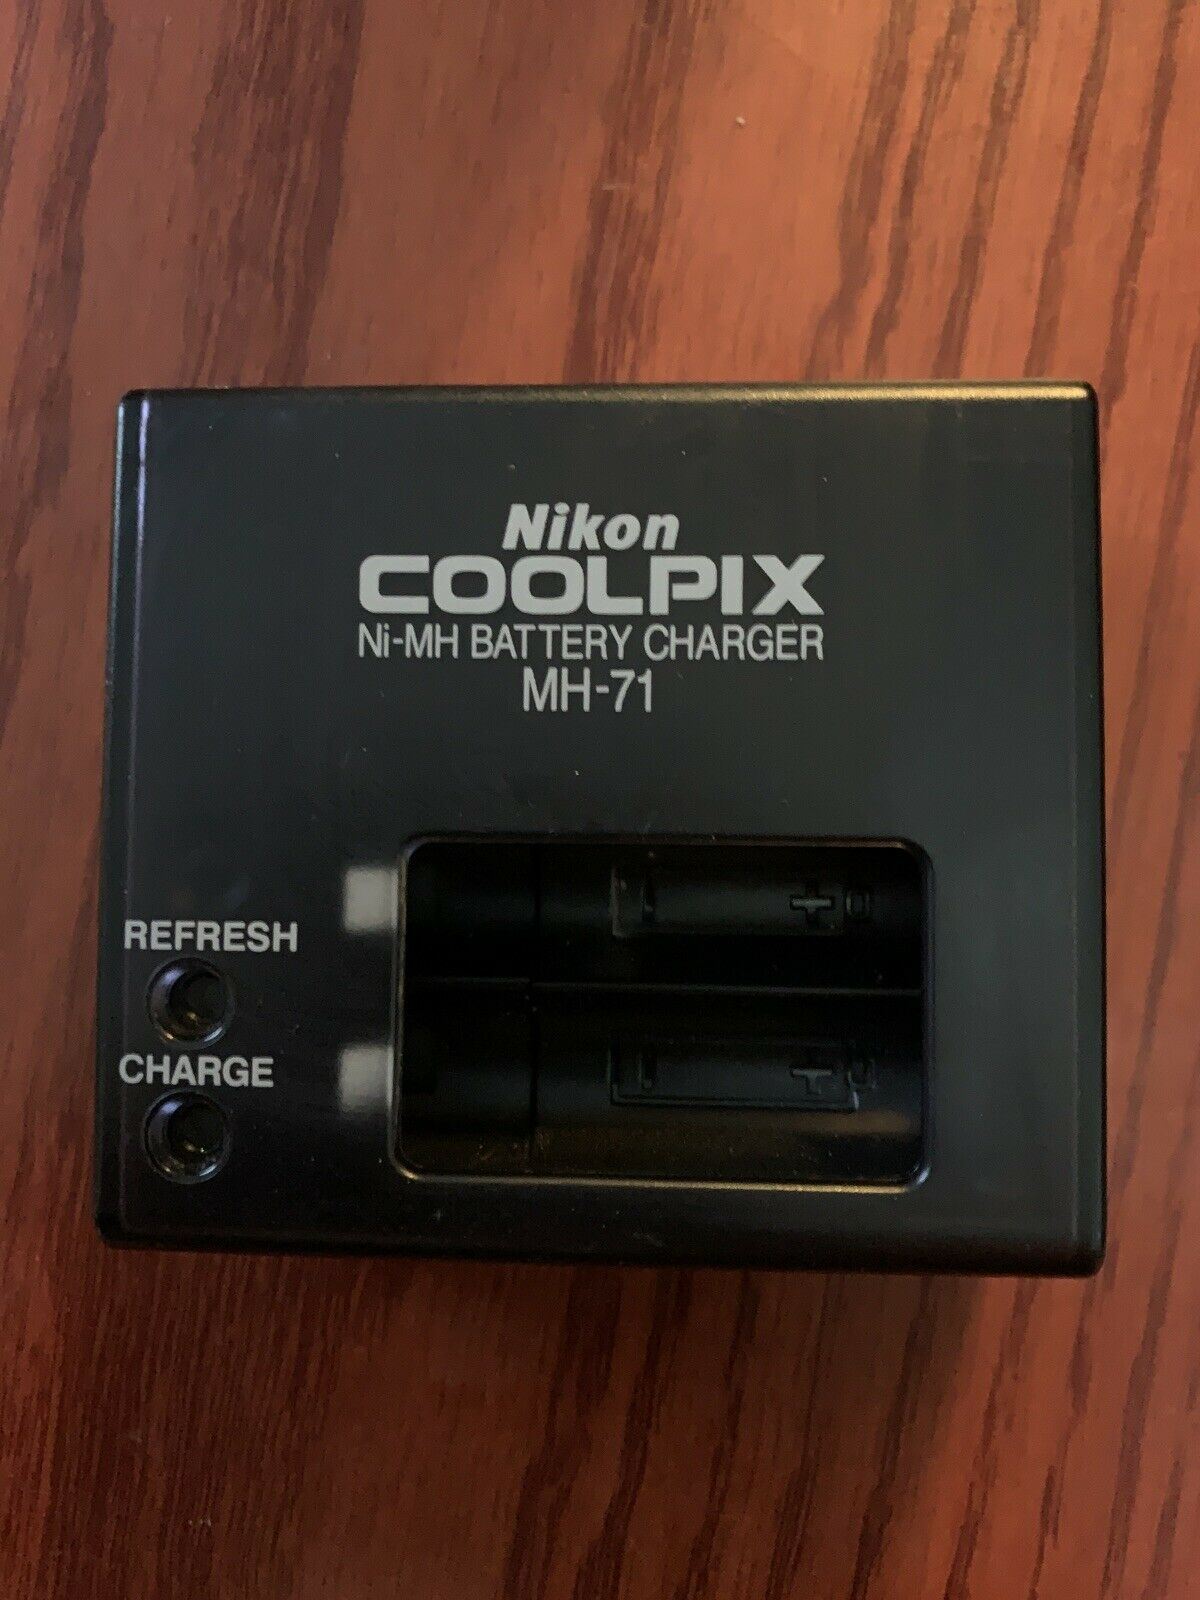 Nikon
COOLPIX
Ni-MH BATTERY CHARGER
MH-71
REFRESH
CHARGE